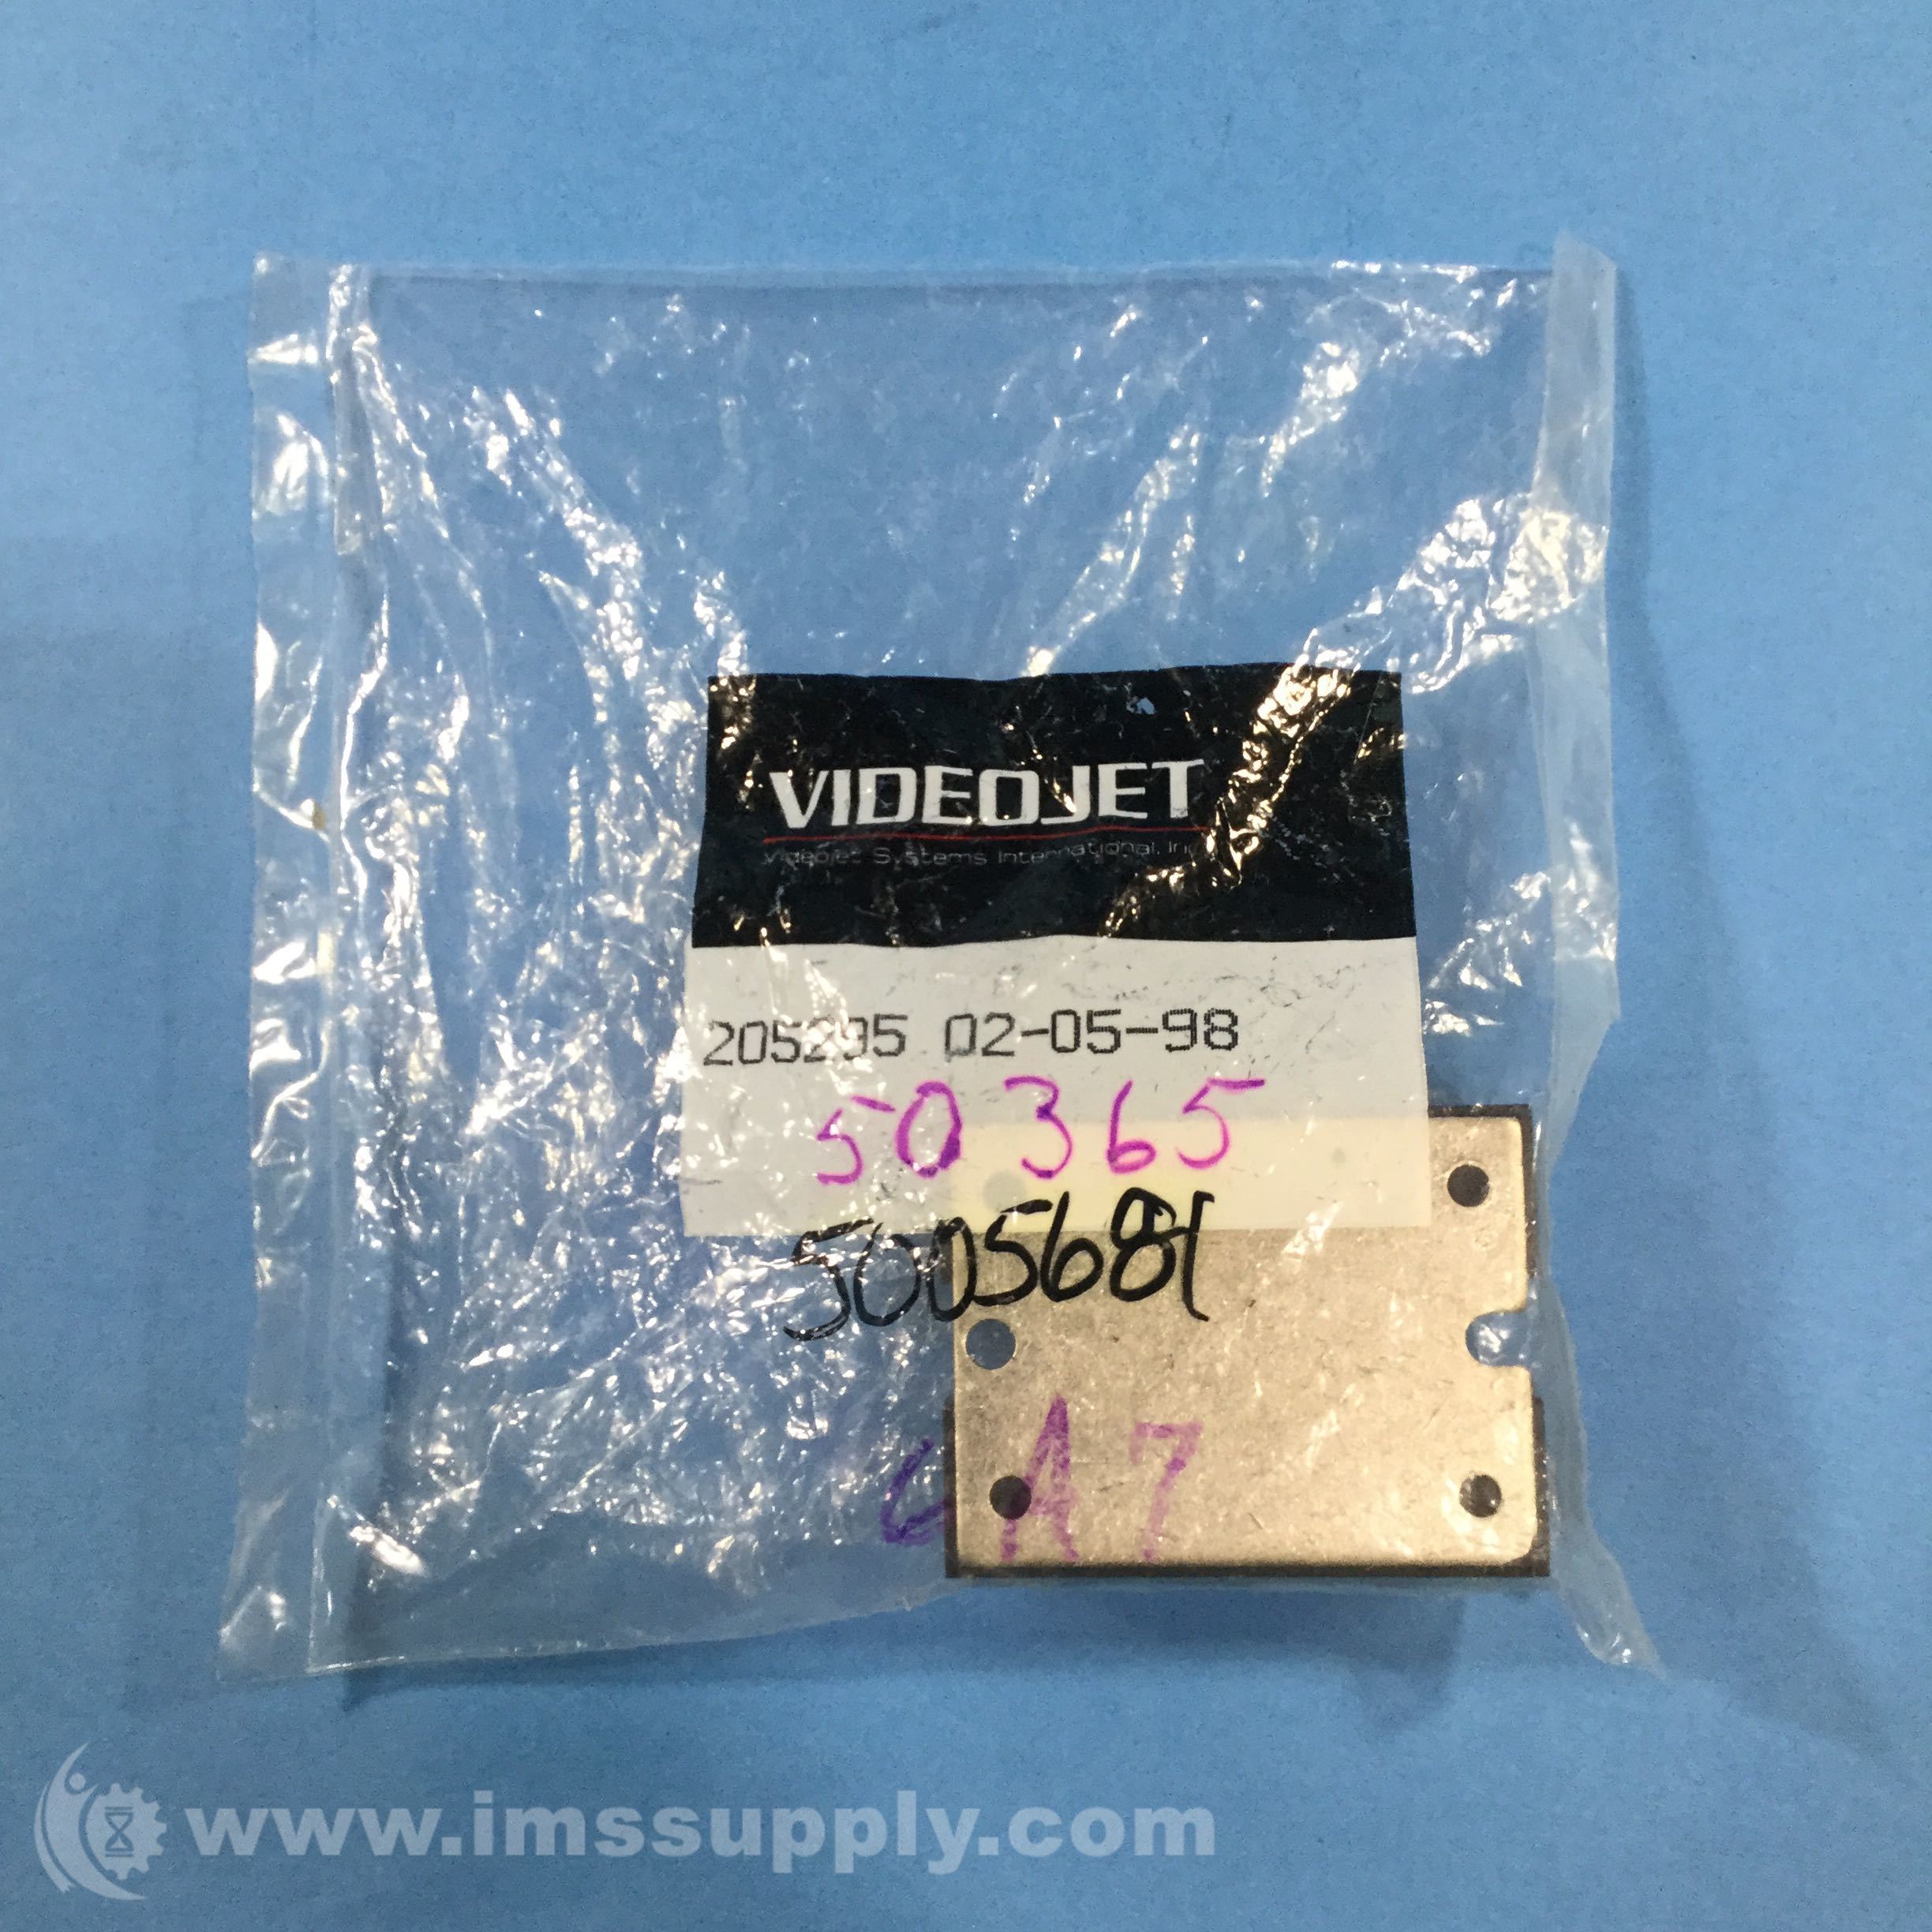 VIDEOJET
Videojet Systems International, Inc.
205295 02-05-98
50365
5005681
6A7
www.imssupply.com